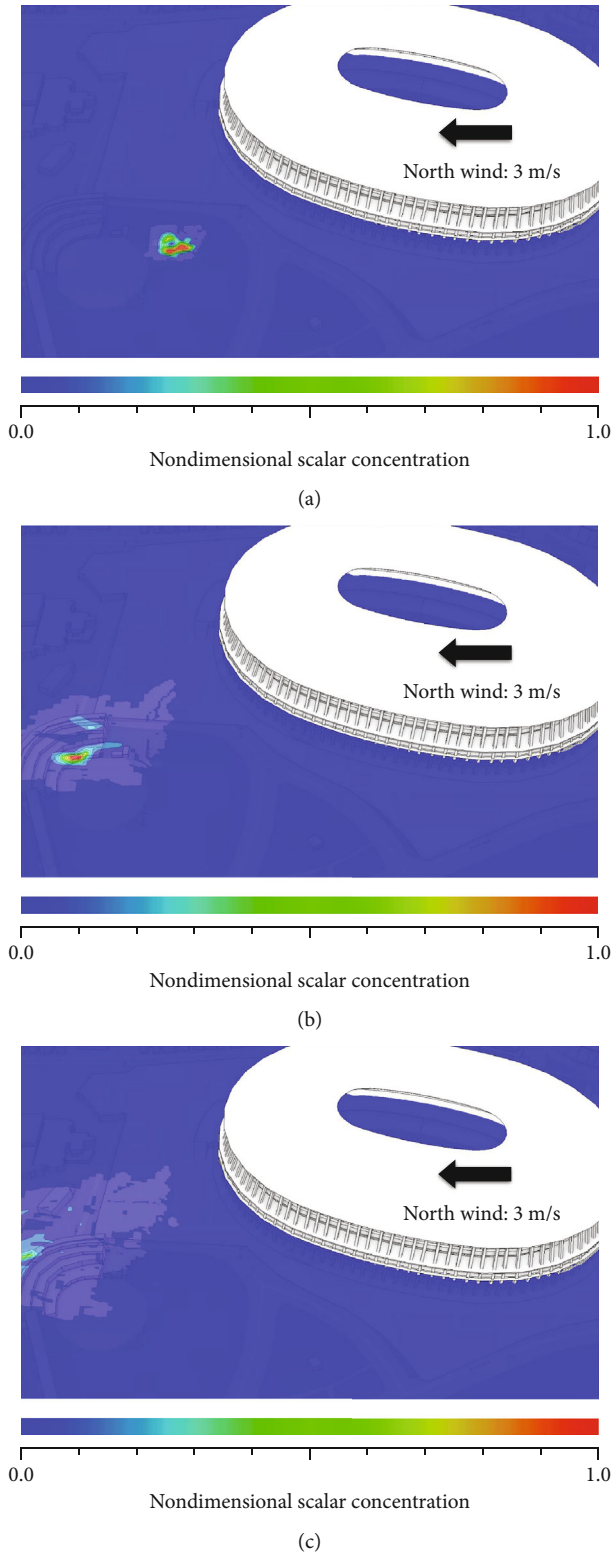 North wind: 3 m/s
0.0 1.0
Nondimensional scalar concentration
(a)
North wind: 3 m/s
0.0 1.0
Nondimensional scalar concentration
(b)
North wind: 3 m/s
0.0 1.0
Nondimensional scalar concentration
(c)